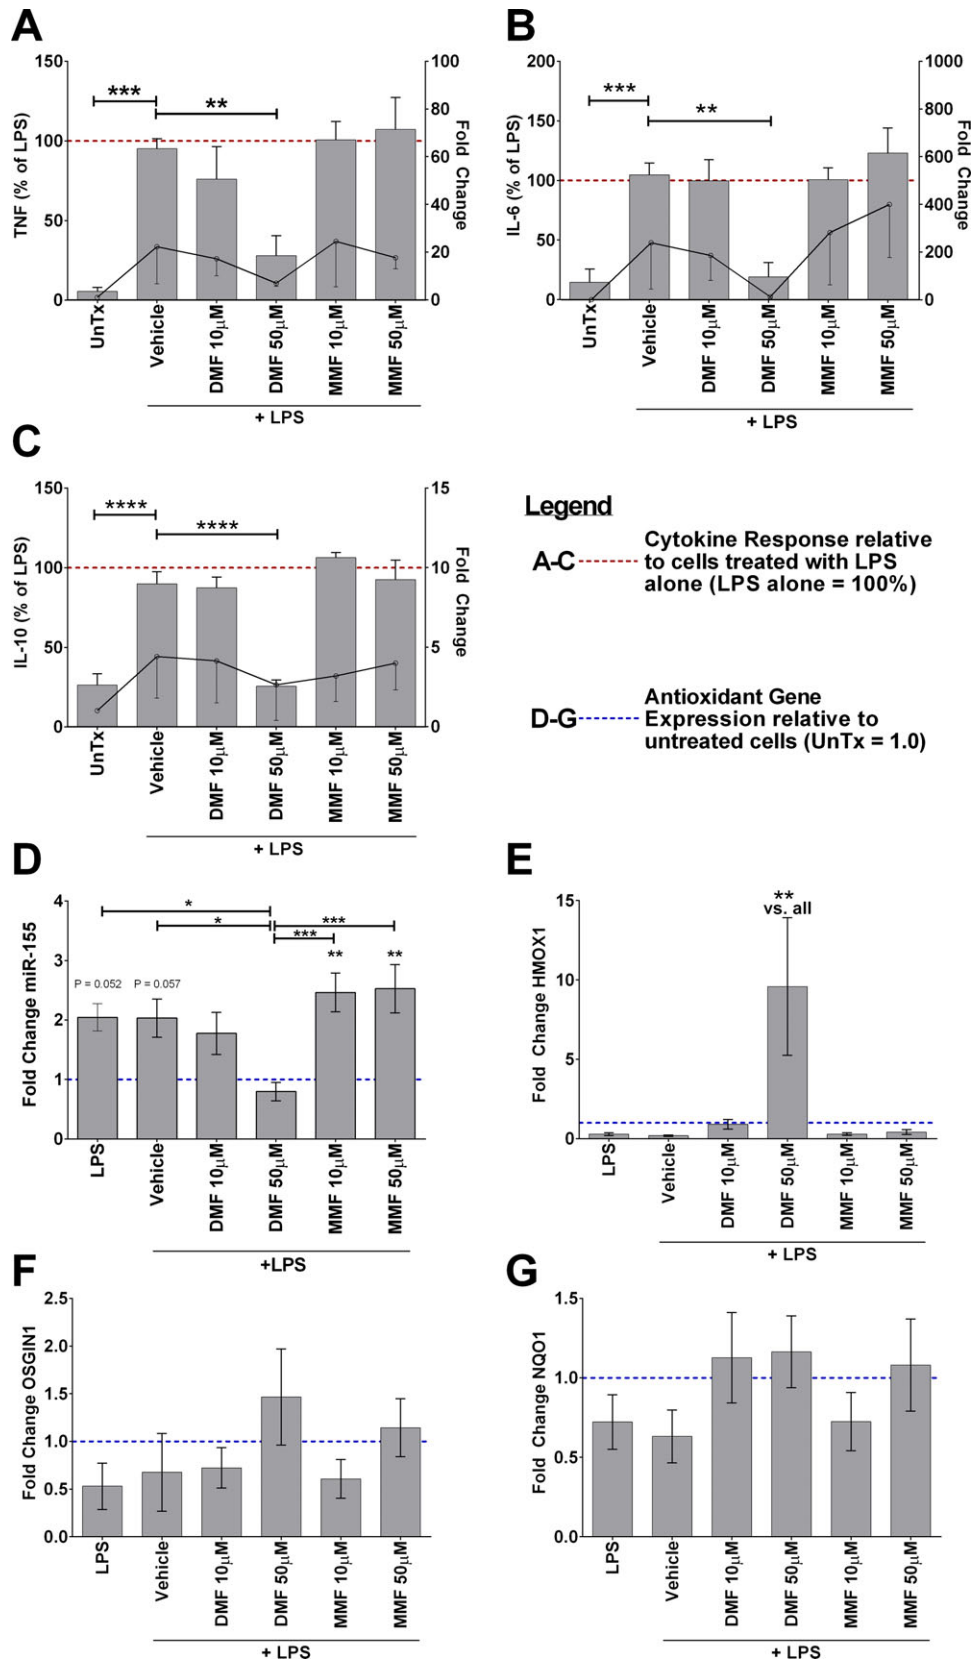 A
150
100
50
0
TNF (% of LPS)
***
**
100
80
60
40
20
0
Fold Change
UnTx
Vehicle
DMF 10µM
DMF 50µM
MMF 10µM
MMF 50µM
+ LPS
B
200
150
100
50
0
IL-6 (% of LPS)
***
**
1000
800
600
400
200
0
Fold Change
UnTx
Vehicle
DMF 10µM
DMF 50µM
MMF 10µM
MMF 50µM
+ LPS
C
150
100
50
0
IL-10 (% of LPS)
****
****
15
10
5
0
Fold Change
UnTx
Vehicle
DMF 10µM
DMF 50µM
MMF 10µM
MMF 50µM
+ LPS
Legend
A-C
Cytokine Response relative
to cells treated with LPS
alone (LPS alone = 100%)
D-G
Antioxidant Gene
Expression relative to
untreated cells (UnTx = 1.0)
D
4
3
2
1
0
Fold Change miR-155
*
*
***
***
**
**
P = 0.052
P = 0.057
LPS
Vehicle
DMF 10µM
DMF 50µM
MMF 10µM
MMF 50µM
+LPS
E
15
10
5
0
Fold Change HMOX1
**
vs. all
LPS
Vehicle
DMF 10µM
DMF 50µM
MMF 10µM
MMF 50µM
+ LPS
F
2.5
2.0
1.5
1.0
0.5
0.0
Fold Change OSGIN1
LPS
Vehicle
DMF 10µM
DMF 50µM
MMF 10µM
MMF 50µM
+ LPS
G
1.5
1.0
0.5
0.0
Fold Change NQO1
LPS
Vehicle
DMF 10µM
DMF 50µM
MMF 10µM
MMF 50µM
+ LPS